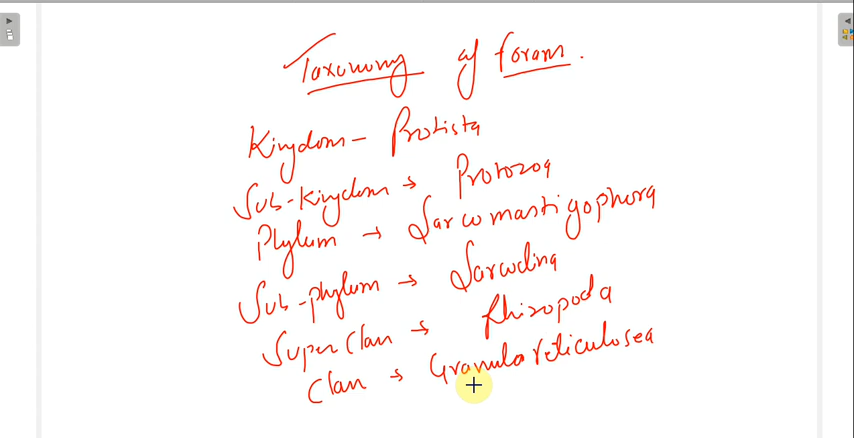 Taxonomy of foram.
Kingdom - Protista
Sub-kingdom → Protozoa
Phylum → Sarcomastigophora
Sub-phylum → Sarcodina
Super Class → Rhizopoda
Class → Granuloreticulosea